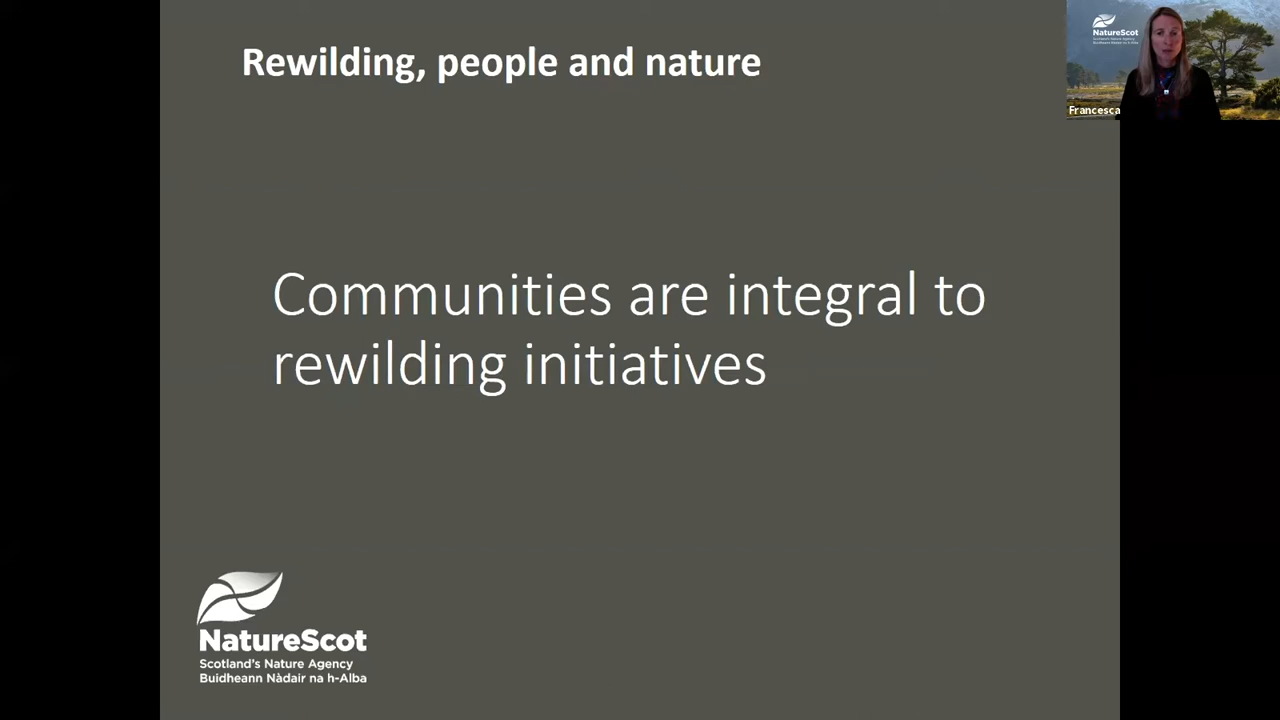 Rewilding, people and nature
NatureScot
Francesca
Communities are integral to
rewilding initiatives
NatureScot
Scotland's Nature Agency
Buidheann Nàdair na h-Alba